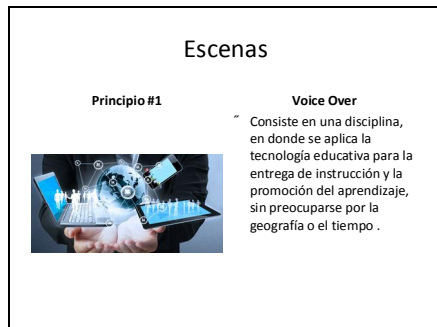 Escenas
Principio #1
Voice Over
˝ Consiste en una disciplina,
en donde se aplica la
tecnología educativa para la
entrega de instrucción y la
promoción del aprendizaje,
sin preocuparse por la
geografía o el tiempo .